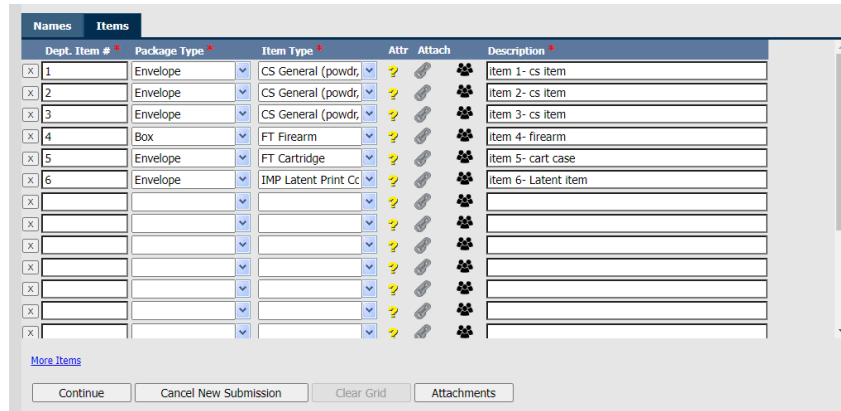 Names Items
Dept. Item # * Package Type * Item Type * Attr Attach Description *
X 1 Envelope CS General (powdr, ? item 1- cs item
X 2 Envelope CS General (powdr, ? item 2- cs item
X 3 Envelope CS General (powdr, ? item 3- cs item
X 4 Box FT Firearm ? item 4- firearm
X 5 Envelope FT Cartridge ? item 5- cart case
X 6 Envelope IMP Latent Print Cc ? item 6- Latent item
X ?
X ?
X ?
X ?
X ?
X ?
X ?
More Items
Continue Cancel New Submission Clear Grid Attachments